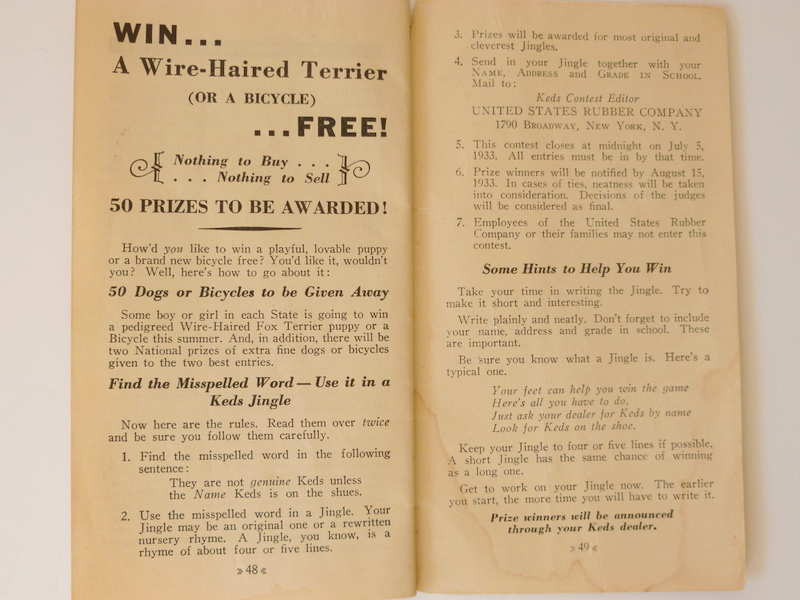 WIN...
A Wire-Haired Terrier
(OR A BICYCLE)
...FREE!
Nothing to Buy . . .
. . . Nothing to Sell
50 PRIZES TO BE AWARDED!
How'd you like to win a playful, lovable puppy
or a brand new bicycle free? You'd like it, wouldn't
you? Well, here's how to go about it:
50 Dogs or Bicycles to be Given Away
Some boy or girl in each State is going to win
a pedigreed Wire-Haired Fox Terrier puppy or a
Bicycle this summer. And, in addition, there will be
two National prizes of extra fine dogs or bicycles
given to the two best entries.
Find the Misspelled Word — Use it in a
Keds Jingle
Now here are the rules. Read them over twice
and be sure you follow them carefully.
1. Find the misspelled word in the following
sentence:
They are not genuine Keds unless
the Name Keds is on the shues.
2. Use the misspelled word in a Jingle. Your
Jingle may be an original one or a rewritten
nursery rhyme. A Jingle, you know, is a
rhyme of about four or five lines.
» 48 «
3. Prizes will be awarded for most original and
cleverest Jingles.
4. Send in your Jingle together with your
NAME, ADDRESS and GRADE IN SCHOOL.
Mail to:
Keds Contest Editor
UNITED STATES RUBBER COMPANY
1790 BROADWAY, NEW YORK, N. Y.
5. This contest closes at midnight on July 5,
1933. All entries must be in by that time.
6. Prize winners will be notified by August 15,
1933. In cases of ties, neatness will be taken
into consideration. Decisions of the judges
will be considered as final.
7. Employees of the United States Rubber
Company or their families may not enter this
contest.
Some Hints to Help You Win
Take your time in writing the Jingle. Try to
make it short and interesting.
Write plainly and neatly. Don't forget to include
your name, address and grade in school. These
are important.
Be sure you know what a Jingle is. Here's a
typical one.
Your feet can help you win the game
Here's all you have to do,
Just ask your dealer for Keds by name
Look for Keds on the shoe.
Keep your Jingle to four or five lines if possible.
A short Jingle has the same chance of winning
as a long one.
Get to work on your Jingle now. The earlier
you start, the more time you will have to write it.
Prize winners will be announced
through your Keds dealer.
» 49 «